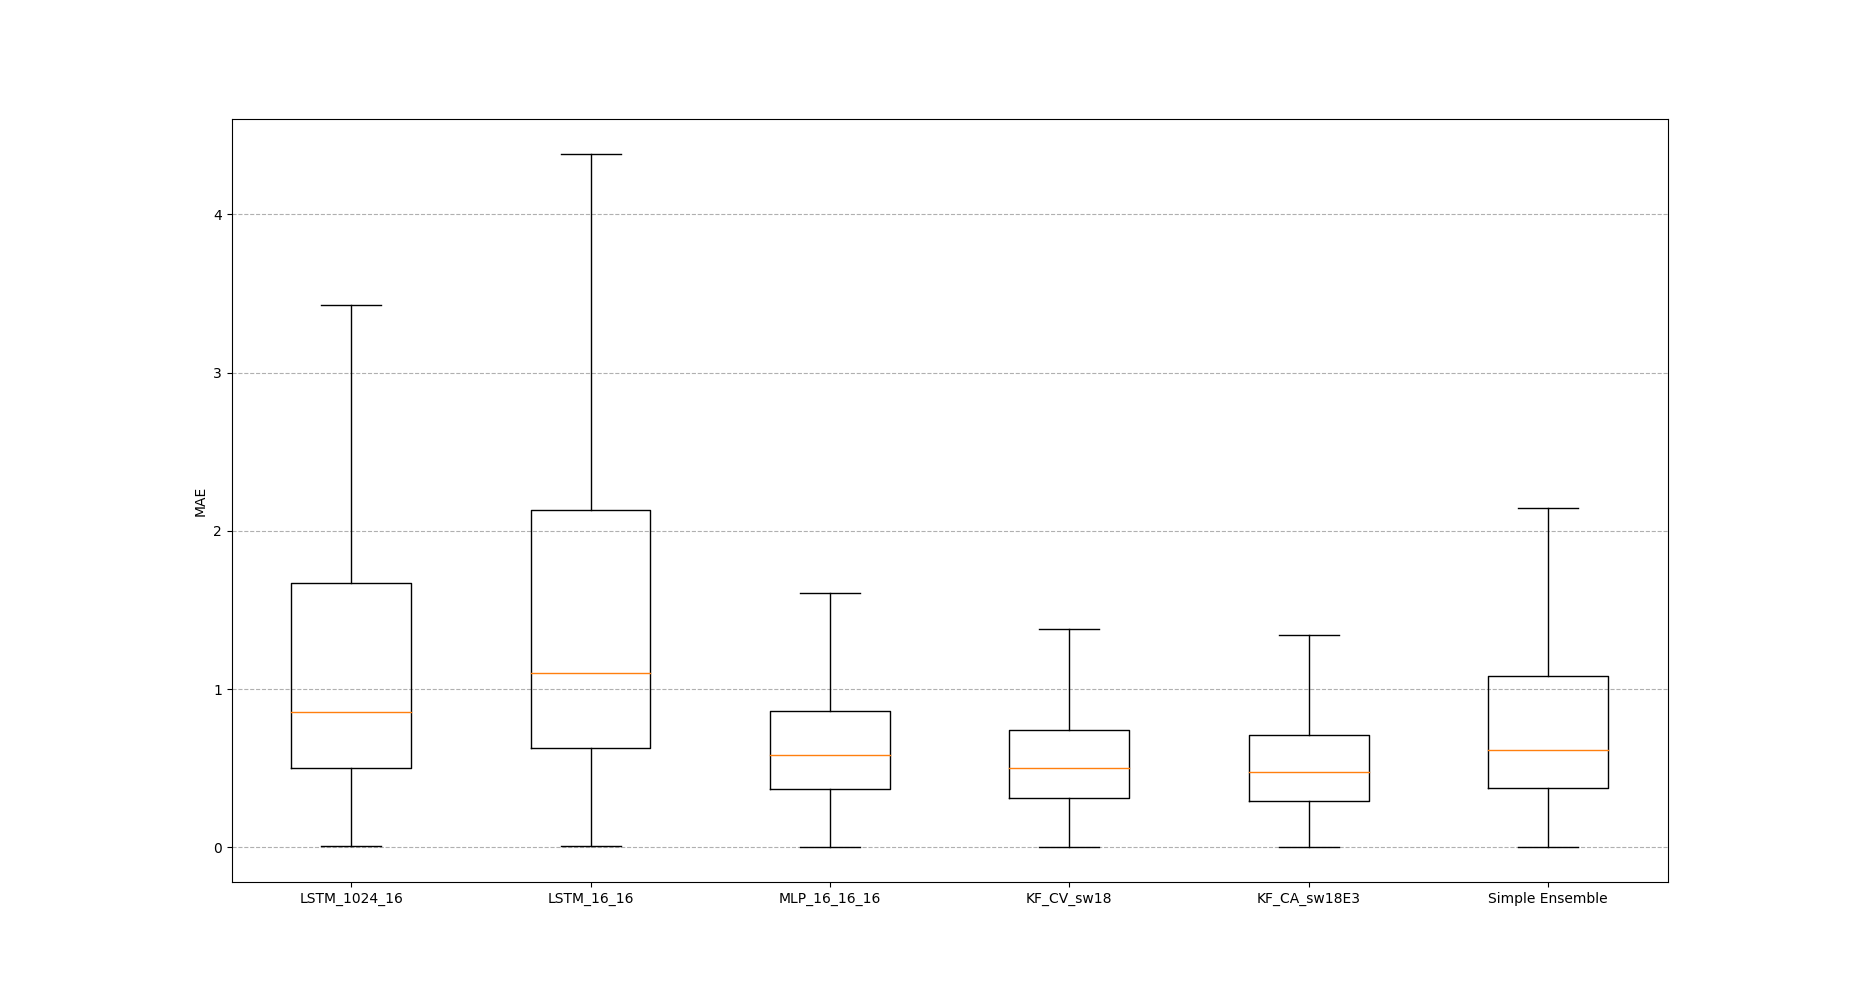 4
3
MAE
2
1
0
LSTM_1024_16
LSTM_16_16
MLP_16_16_16
KF_CV_sw18
KF_CA_sw18E3
Simple Ensemble